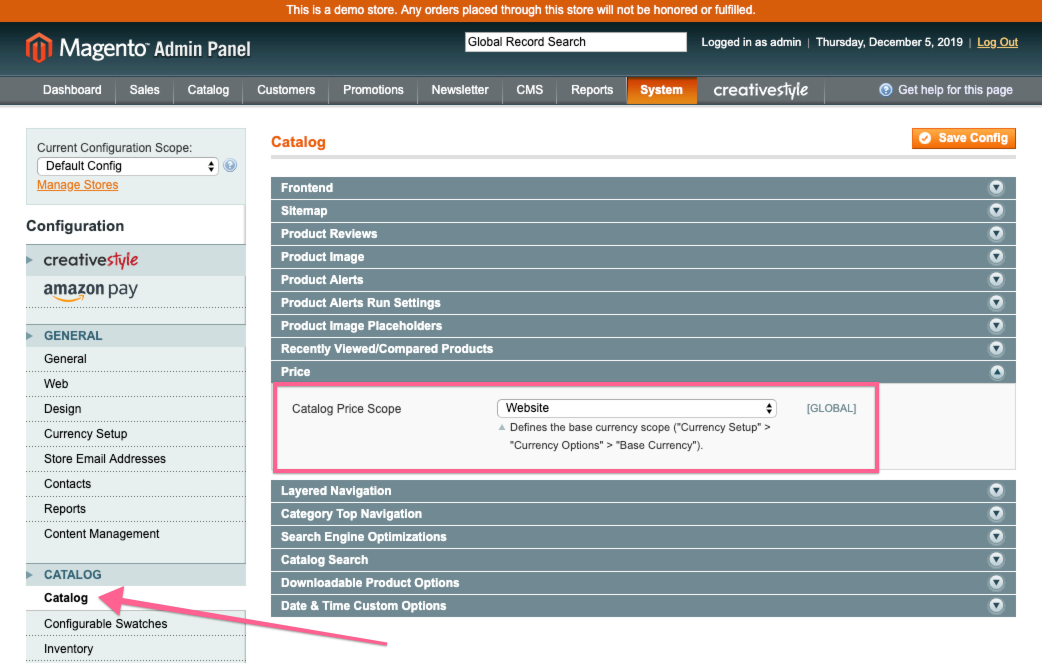 This is a demo store. Any orders placed through this store will not be honored or fulfilled.
Magento Admin Panel
Global Record Search
Logged in as admin | Thursday, December 5, 2019 | Log Out
Dashboard Sales Catalog Customers Promotions Newsletter CMS Reports System creativestyle Get help for this page
Current Configuration Scope:
Default Config
Manage Stores
Configuration
creativestyle
amazon pay
GENERAL
General
Web
Design
Currency Setup
Store Email Addresses
Contacts
Reports
Content Management
CATALOG
Catalog
Configurable Swatches
Inventory
Catalog
Save Config
Frontend
Sitemap
Product Reviews
Product Image
Product Alerts
Product Alerts Run Settings
Product Image Placeholders
Recently Viewed/Compared Products
Price
Catalog Price Scope Website [GLOBAL]
Defines the base currency scope ("Currency Setup" >
"Currency Options" > "Base Currency").
Layered Navigation
Category Top Navigation
Search Engine Optimizations
Catalog Search
Downloadable Product Options
Date & Time Custom Options